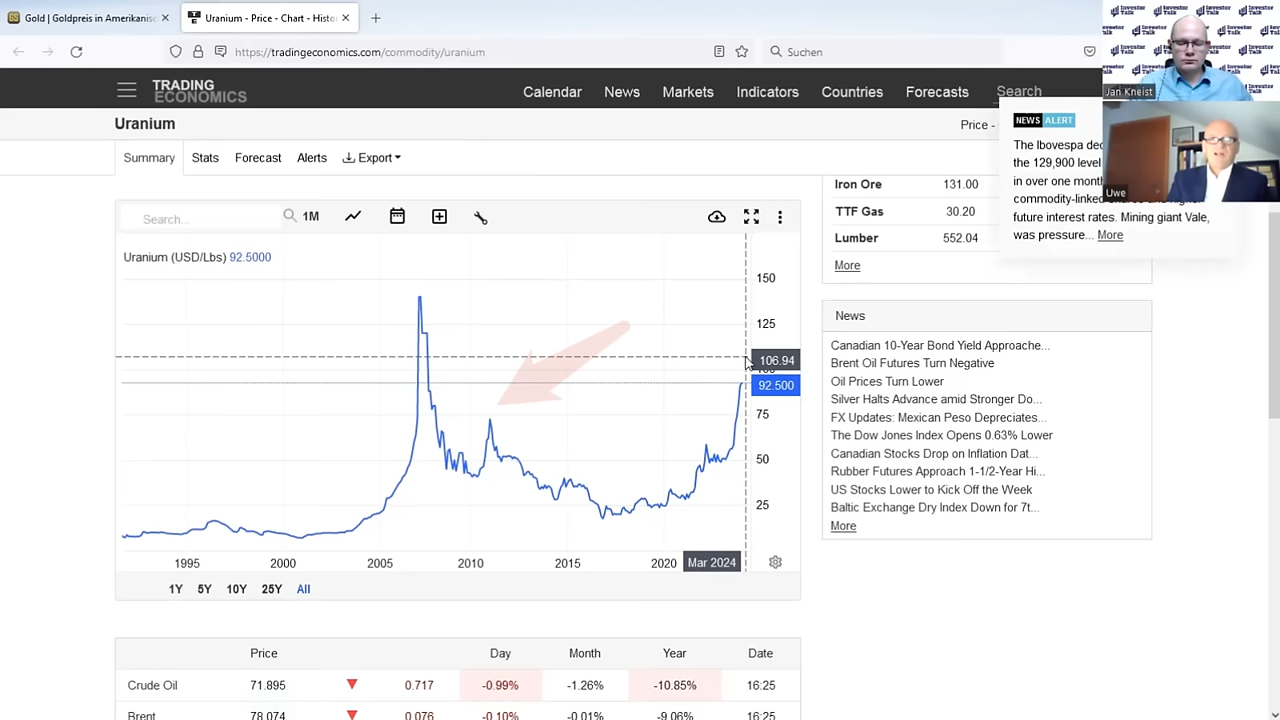 Gold | Goldpreis in Amerikanis
Uranium - Price - Chart - Histo
https://tradingeconomics.com/commodity/uranium
Suchen
TRADING
ECONOMICS
Calendar News Markets Indicators Countries Forecasts Search
Uranium
Price -
Summary Stats Forecast Alerts Export
Search...
1M
Uranium (USD/Lbs) 92.5000
150
125
106.94
92.500
75
50
25
1995 2000 2005 2010 2015 2020 Mar 2024
1Y 5Y 10Y 25Y All
Price Day Month Year Date
Crude Oil 71.895 0.717 -0.99% -1.26% -10.85% 16:25
Brent 78.074 0.076 -0.10% -0.01% -9.06% 16:25
Iron Ore 131.00
TTF Gas 30.20
Lumber 552.04
More
News
Canadian 10-Year Bond Yield Approache...
Brent Oil Futures Turn Negative
Oil Prices Turn Lower
Silver Halts Advance amid Stronger Do...
FX Updates: Mexican Peso Depreciates...
The Dow Jones Index Opens 0.63% Lower
Canadian Stocks Drop on Inflation Dat...
Rubber Futures Approach 1-1/2-Year Hi...
US Stocks Lower to Kick Off the Week
Baltic Exchange Dry Index Down for 7t...
More
NEWS ALERT
The Ibovespa dec
the 129,900 level
in over one month
commodity-linked
future interest rates. Mining giant Vale,
was pressure... More
Investor Talk
Jan Kneist
Uwe